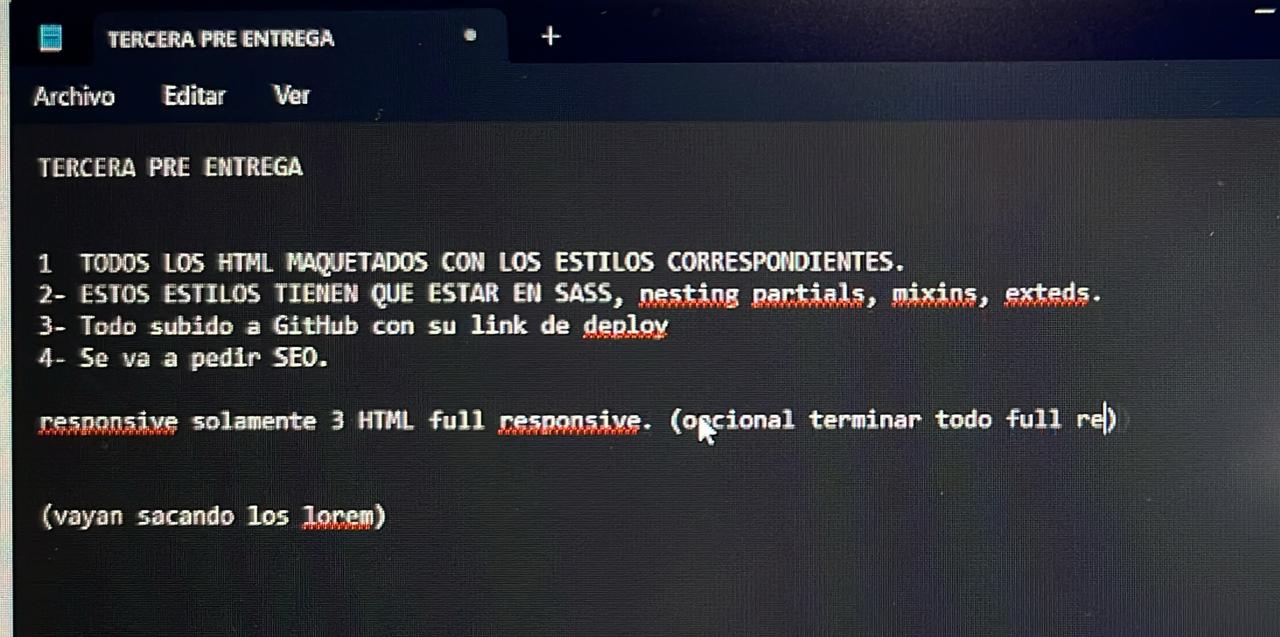 TERCERA PRE ENTREGA
Archivo Editar Ver
TERCERA PRE ENTREGA
1 TODOS LOS HTML MAQUETADOS CON LOS ESTILOS CORRESPONDIENTES.
2- ESTOS ESTILOS TIENEN QUE ESTAR EN SASS, nesting partials, mixins, exteds.
3- Todo subido a GitHub con su link de deploy
4- Se va a pedir SEO.
responsive solamente 3 HTML full responsive. (opcional terminar todo full re)
(vayan sacando los lorem)